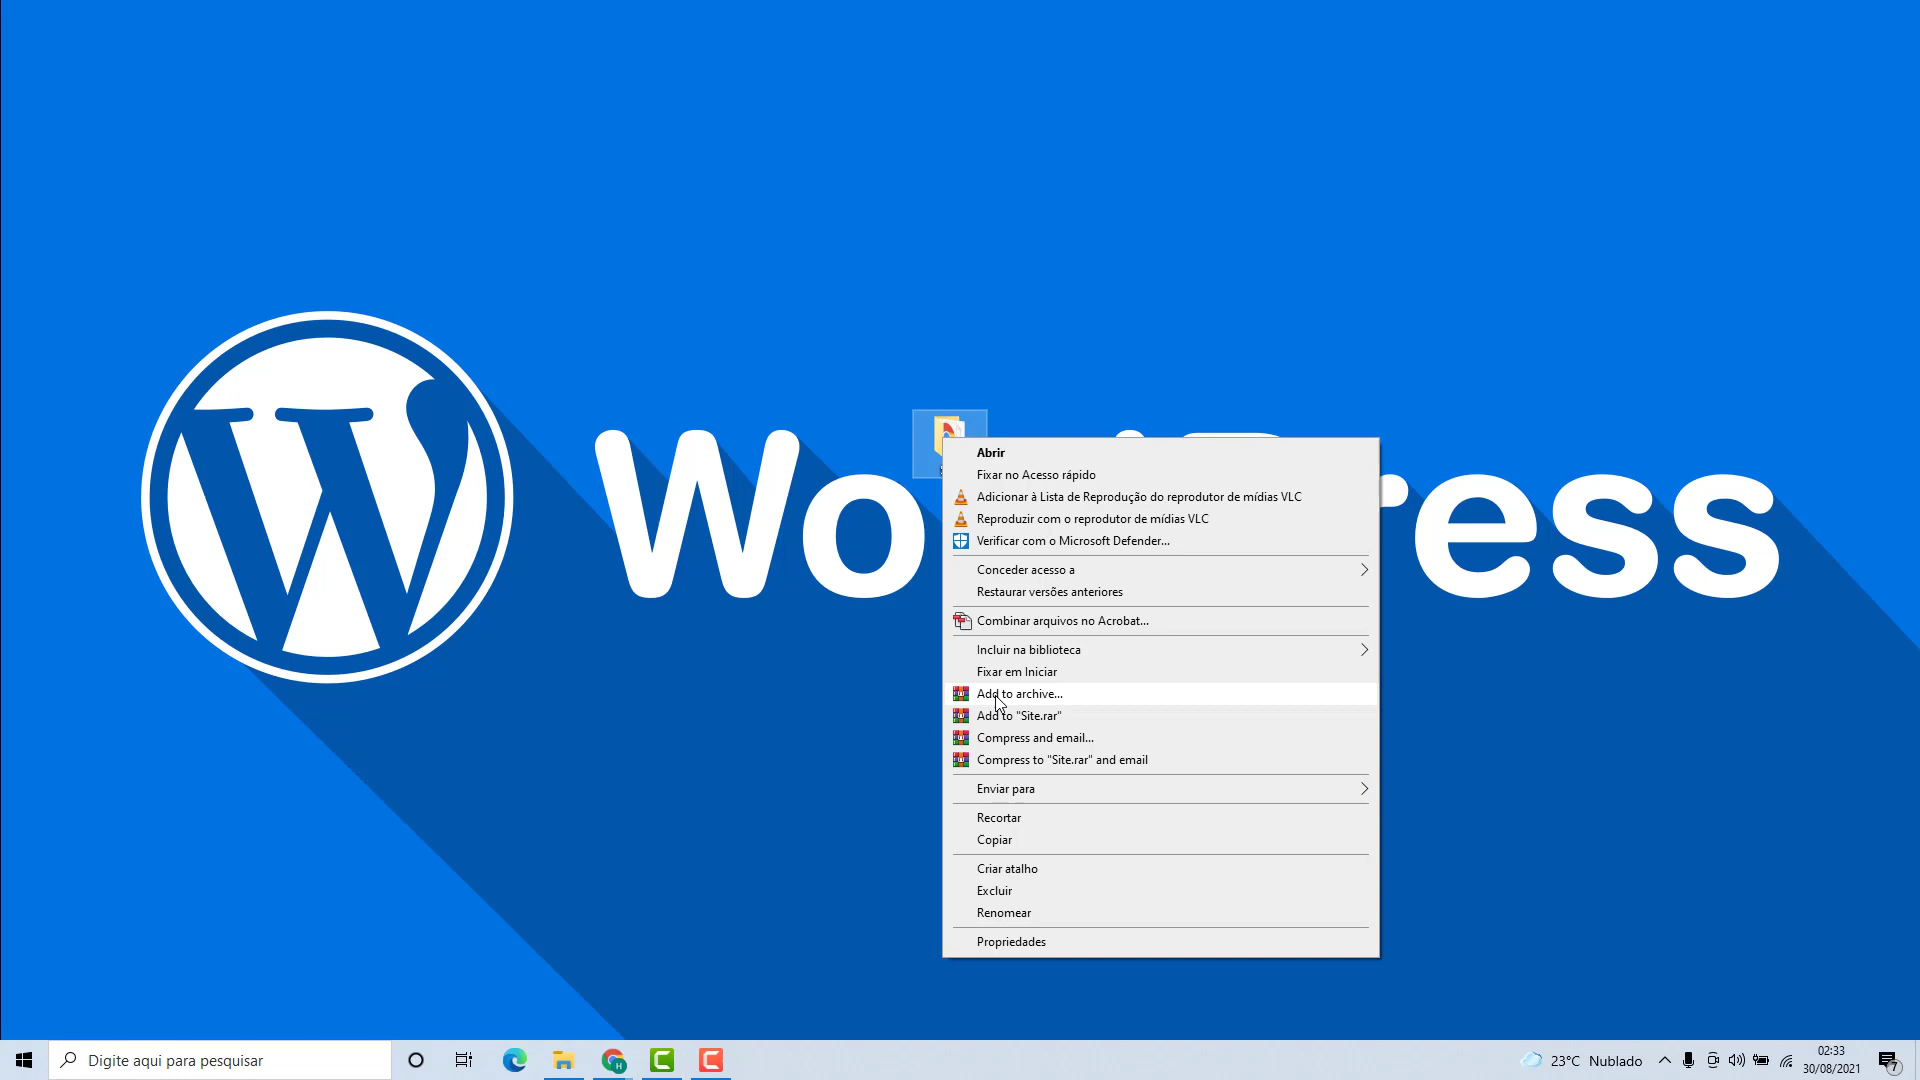 Wo
ress
Abrir
Fixar no Acesso rápido
Adicionar à Lista de Reprodução do reprodutor de mídias VLC
Reproduzir com o reprodutor de mídias VLC
Verificar com o Microsoft Defender...
Conceder acesso a
Restaurar versões anteriores
Combinar arquivos no Acrobat...
Incluir na biblioteca
Fixar em Iniciar
Add to archive...
Add to "Site.rar"
Compress and email...
Compress to "Site.rar" and email
Enviar para
Recortar
Copiar
Criar atalho
Excluir
Renomear
Propriedades
Digite aqui para pesquisar
23°C Nublado
02:33
30/08/2021
7